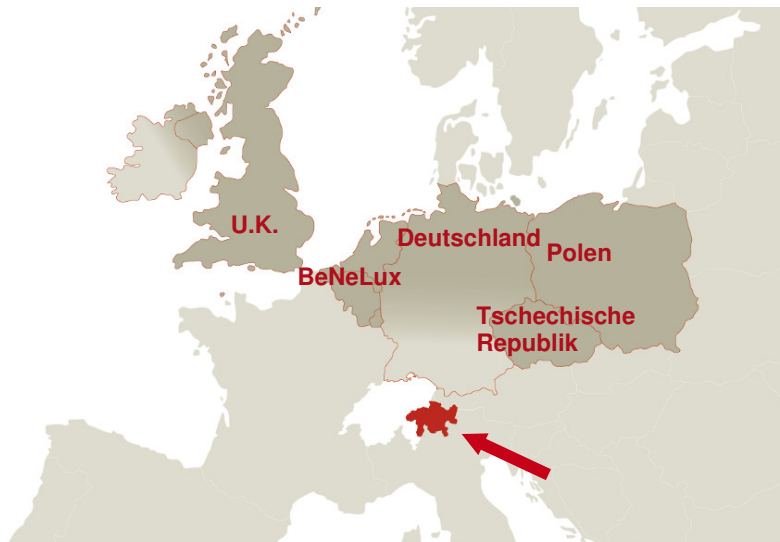 U.K.
Deutschland
Polen
BeNeLux
Tschechische
Republik